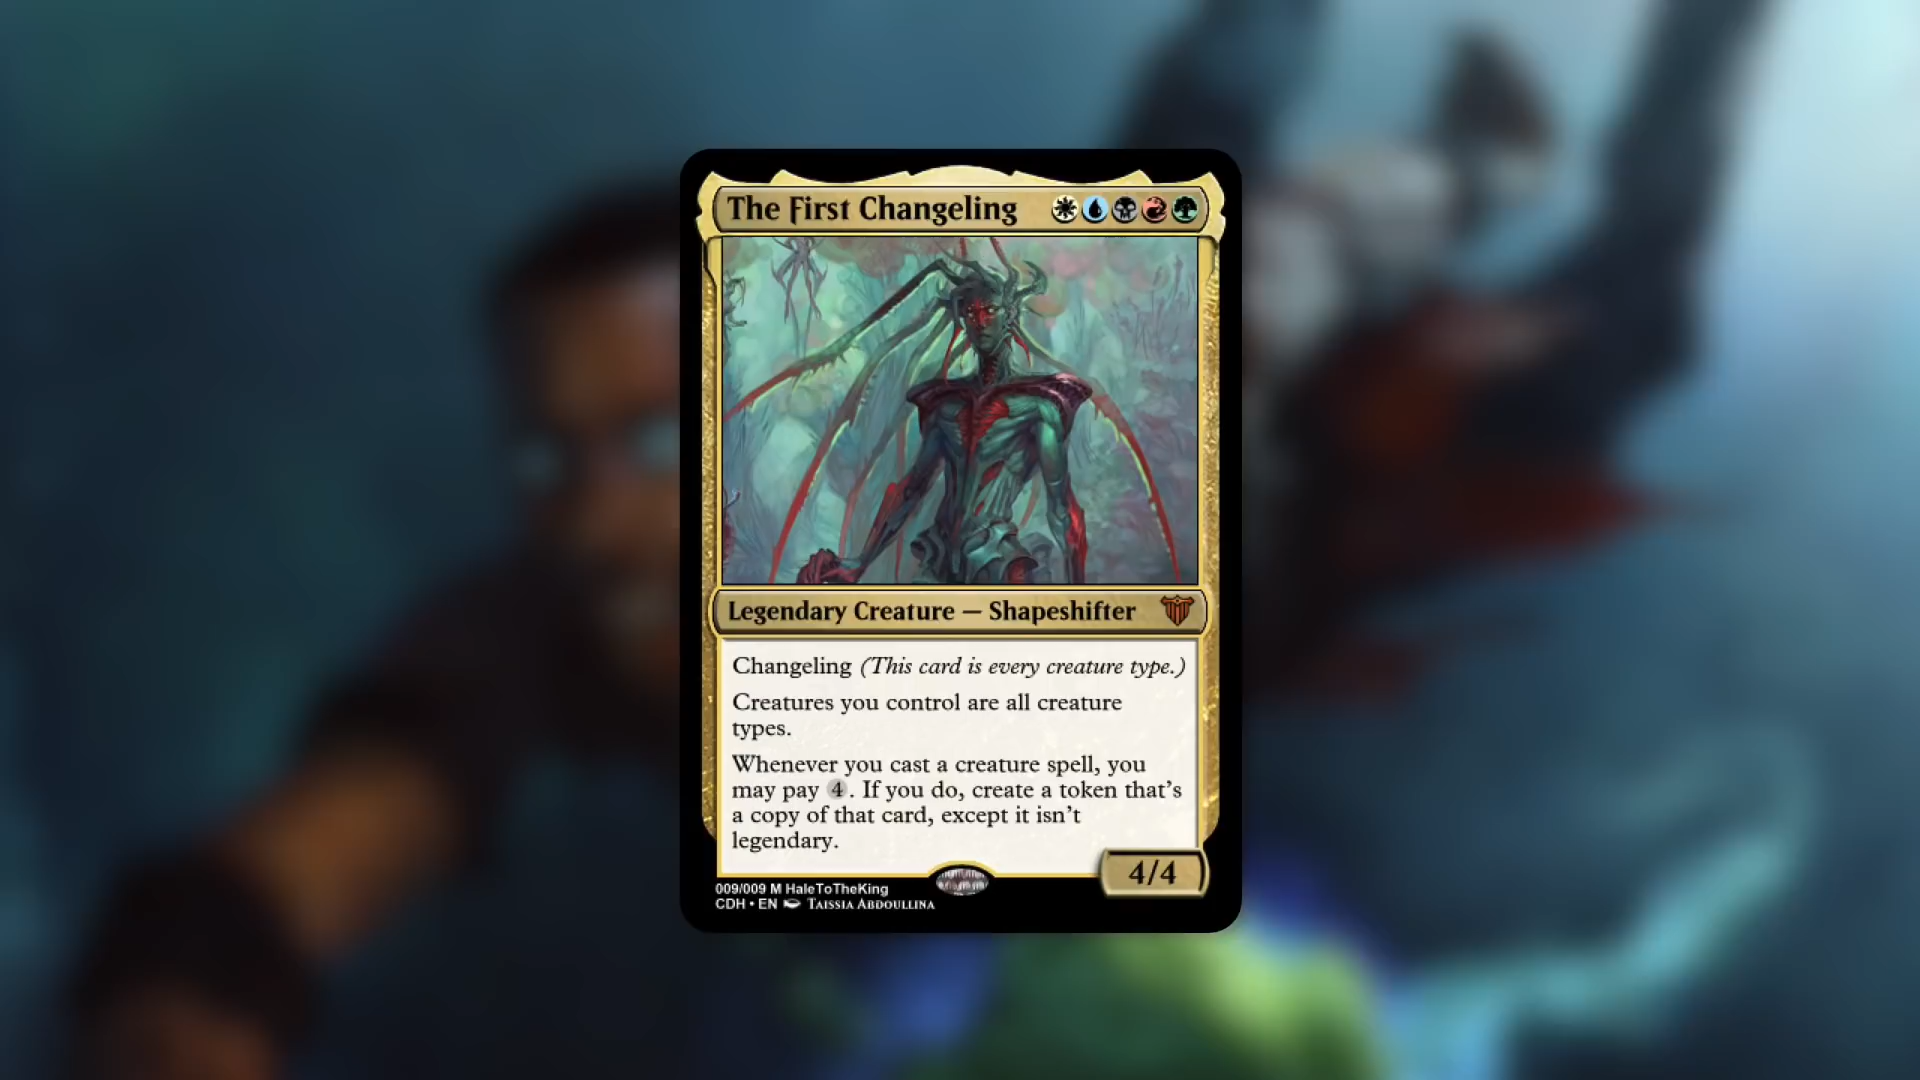 The First Changeling
Legendary Creature — Shapeshifter
Changeling (This card is every creature type.)
Creatures you control are all creature
types.
Whenever you cast a creature spell, you
may pay 4. If you do, create a token that's
a copy of that card, except it isn't
legendary.
4/4
009/009 M HaleToTheKing
CDH • EN Taissia Abdoullina